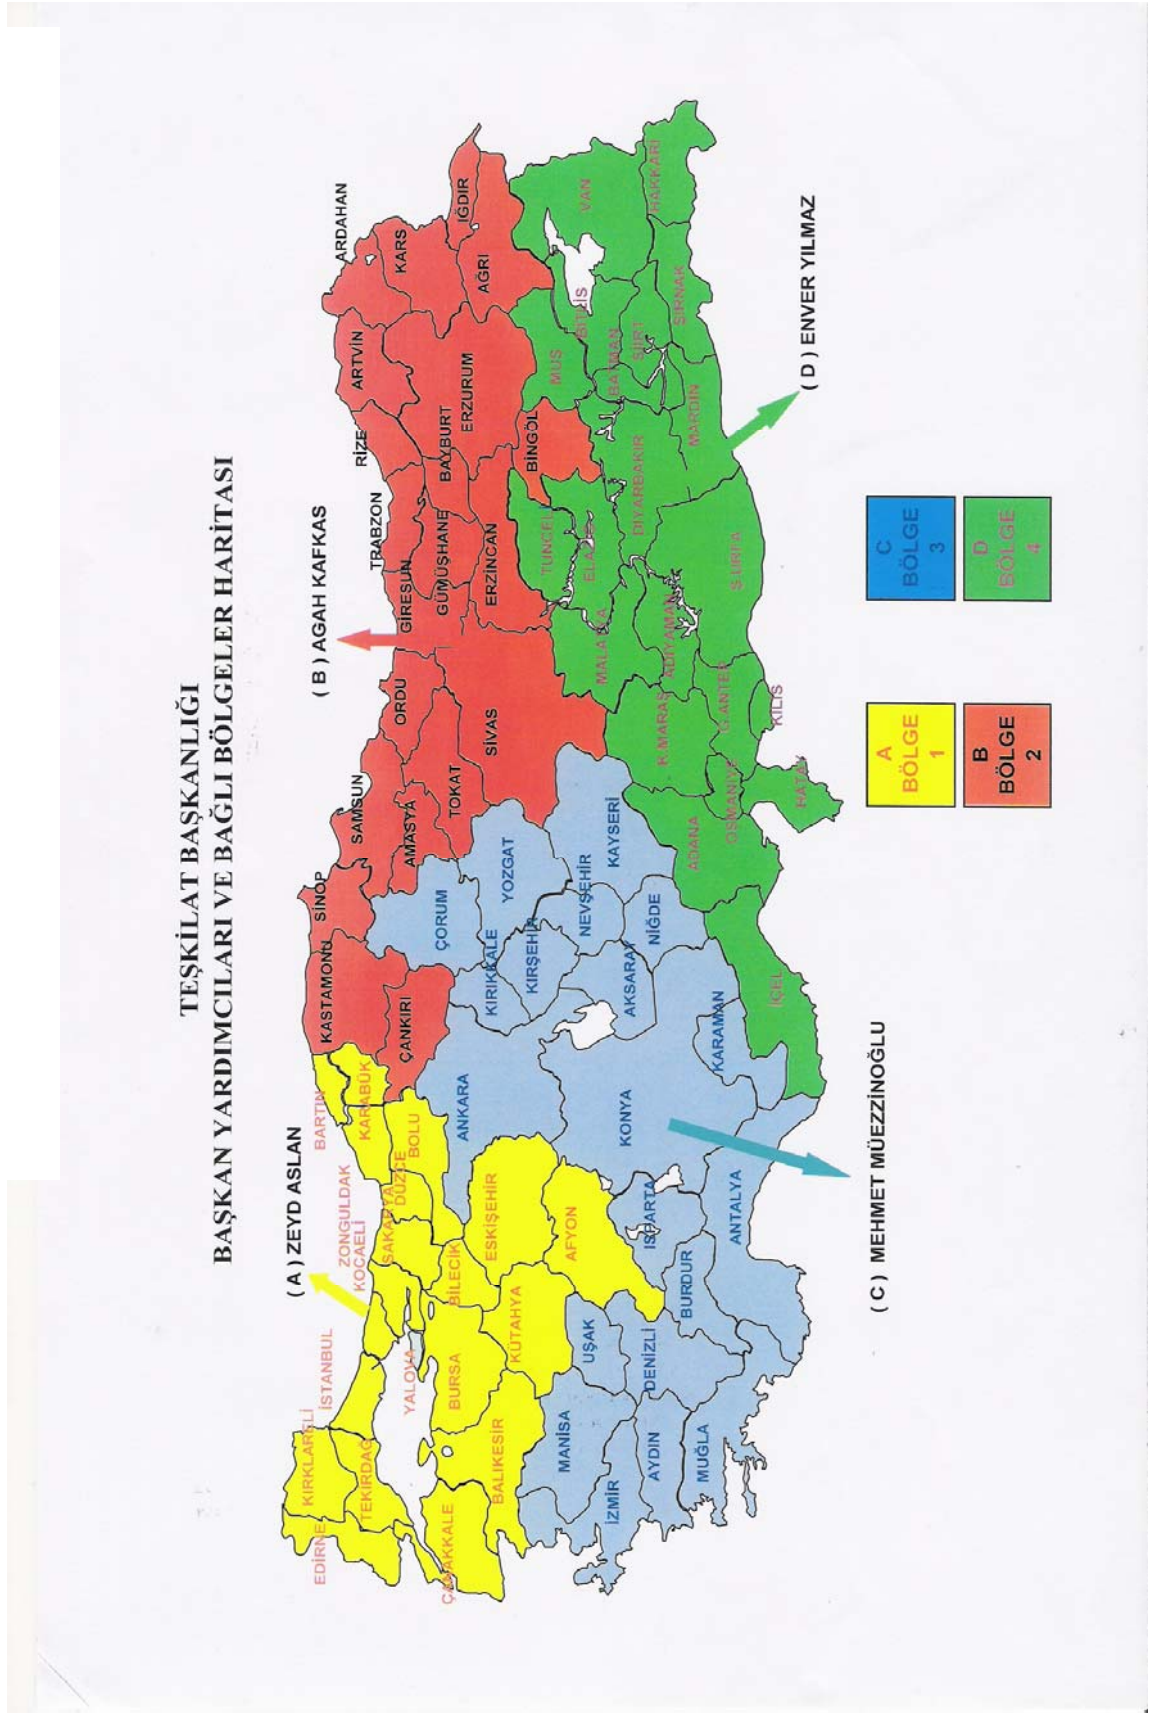 TEŞKİLAT BAŞKANLIĞI
BAŞKAN YARDIMCILARI VE BAĞLI BÖLGELER HARİTASI
( A ) ZEYD ASLAN
( B ) AGAH KAFKAS
EDİRNE
KIRKLARELİ
TEKİRDAĞ
İSTANBUL
ÇANAKKALE
BALIKESİR
BURSA
YALOVA
KOCAELİ
ZONGULDAK
SAKARYA
DÜZCE
BOLU
BARTIN
KARABÜK
BİLECİK
KÜTAHYA
ESKİŞEHİR
AFYON
KASTAMONU
SİNOP
ÇANKIRI
SAMSUN
AMASYA
TOKAT
ORDU
SİVAS
GİRESUN
TRABZON
GÜMÜŞHANE
ERZİNCAN
RİZE
BAYBURT
ERZURUM
BİNGÖL
ARTVİN
ARDAHAN
KARS
AĞRI
IĞDIR
İZMİR
MANİSA
AYDIN
MUĞLA
UŞAK
DENİZLİ
BURDUR
ISPARTA
ANTALYA
ANKARA
KONYA
KARAMAN
AKSARAY
KIRIKKALE
KIRŞEHİR
ÇORUM
YOZGAT
NEVŞEHİR
NİĞDE
KAYSERİ
İÇEL
ADANA
OSMANİYE
HATAY
K.MARAŞ
G.ANTEP
KİLİS
ADIYAMAN
MALATYA
Ş.URFA
ELAZIĞ
TUNCELİ
DİYARBAKIR
MARDİN
BATMAN
MUŞ
BİTLİS
SİİRT
ŞIRNAK
VAN
HAKKARİ
( C ) MEHMET MÜEZZİNOĞLU
( D ) ENVER YILMAZ
A
BÖLGE
1
C
BÖLGE
3
B
BÖLGE
2
D
BÖLGE
4